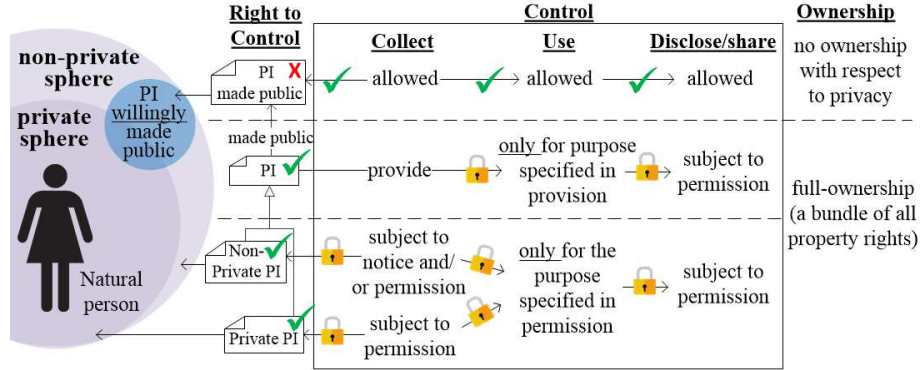 Right to
Control
Control
Ownership
Collect
Use
Disclose/share
non-private
sphere
PI
willingly
made
public
private
sphere
Natural
person
PI X
made public
allowed
allowed
allowed
no ownership
with respect
to privacy
made public
PI
provide
only for purpose
specified in
provision
subject to
permission
full-ownership
(a bundle of all
property rights)
Non-
Private PI
subject to
notice and/
or permission
only for the
purpose
specified in
permission
subject to
permission
Private PI
subject to
permission